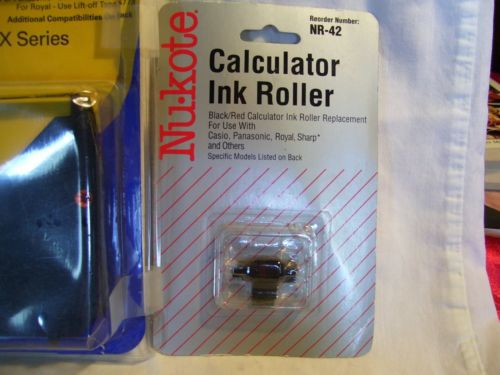 For Royal - Use Lift-off Tape
Additional Compatibilities On Back
X Series
Reorder Number:
NR-42
Nu-kote
Calculator
Ink Roller
Black/Red Calculator Ink Roller Replacement
For Use With
Casio, Panasonic, Royal, Sharp*
and Others
Specific Models Listed on Back